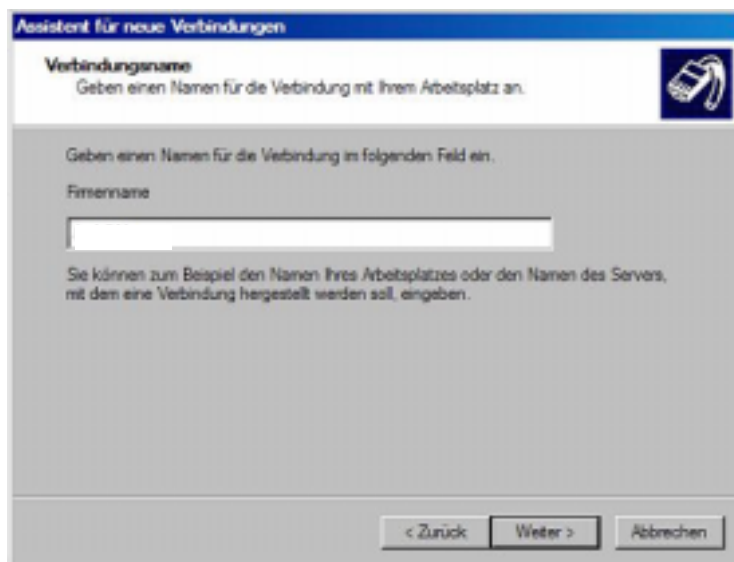 Assistent für neue Verbindungen
Verbindungsname
Geben einen Namen für die Verbindung mit Ihrem Arbeitsplatz an.
Geben einen Namen für die Verbindung im folgenden Feld ein.
Firmenname
Sie können zum Beispiel den Namen Ihres Arbeitsplatzes oder den Namen des Servers,
mit dem eine Verbindung hergestellt werden soll, eingeben.
< Zurück
Weiter >
Abbrechen